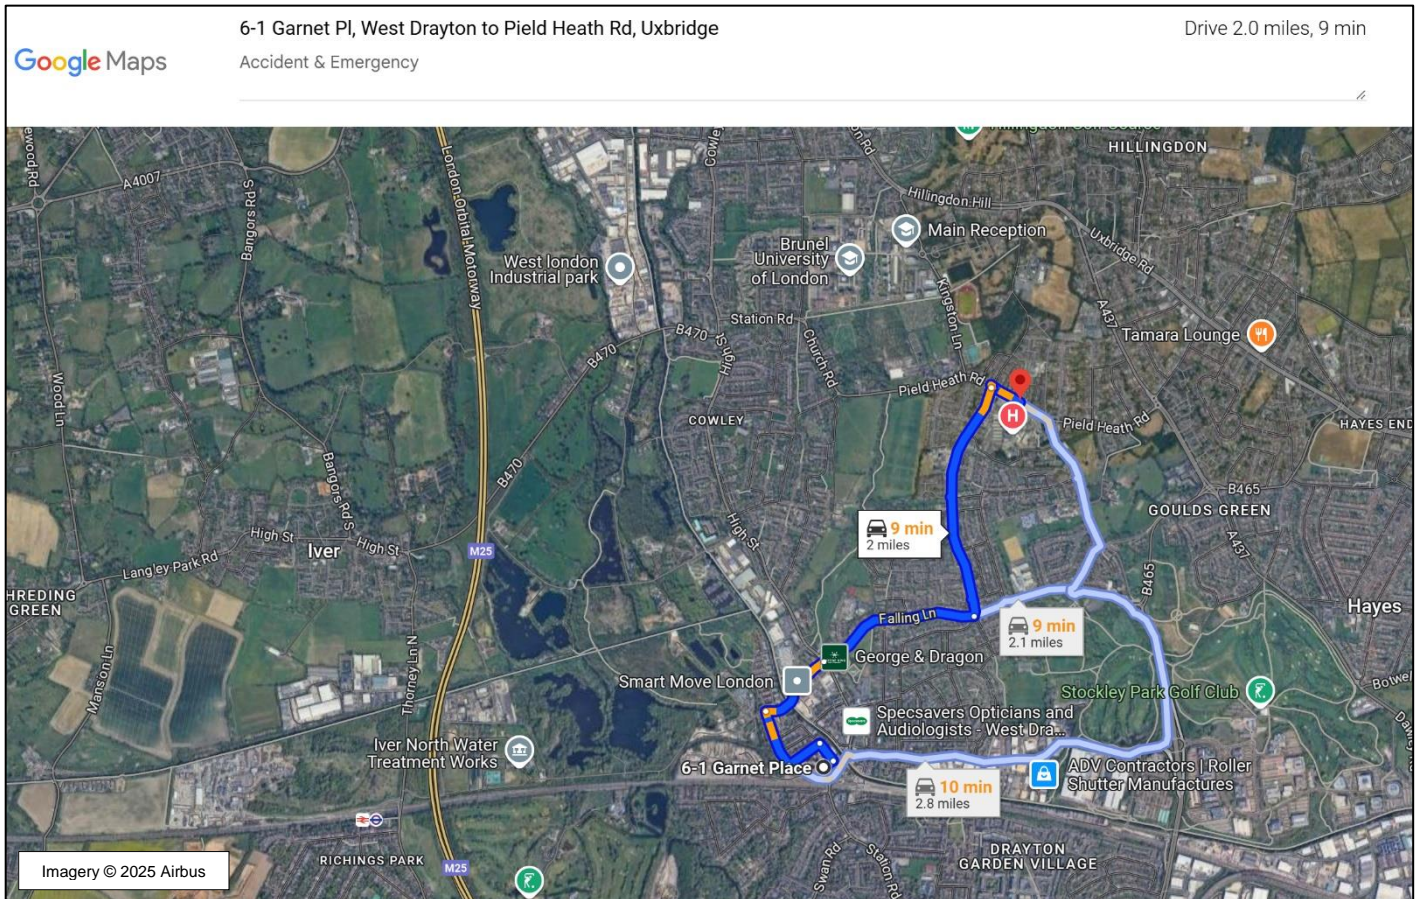 6-1 Garnet Pl, West Drayton to Pield Heath Rd, Uxbridge
Drive 2.0 miles, 9 min
Google Maps
Accident & Emergency
HILLINGDON
A4007
Bangors Rd S
London Orbital Motorway
Cowley
Hillingdon Hill
Main Reception
Brunel
University
of London
West london
Industrial park
Uxbridge Rd
Kingston Ln
A437
Station Rd
B470
High St
Church Rd
B470
Tamara Lounge
Wood Ln
Pield Heath Rd
H
Pield Heath Rd
COWLEY
HAYES END
B470
Bangors Rd S
B465
GOULDS GREEN
High St
9 min
2 miles
High St
Iver
High St
M25
A437
Langley Park Rd
B465
GREEN
Hayes
Falling Ln
9 min
2.1 miles
George & Dragon
Thorney Ln N
Mansion Ln
Smart Move London
Stockley Park Golf Club
Specsavers Opticians and
Audiologists - West Dra...
Iver North Water
Treatment Works
6-1 Garnet Place
ADV Contractors | Roller
Shutter Manufactures
10 min
2.8 miles
RICHINGS PARK
M25
Swan Rd
Station Rd
DRAYTON
GARDEN VILLAGE
Imagery © 2025 Airbus